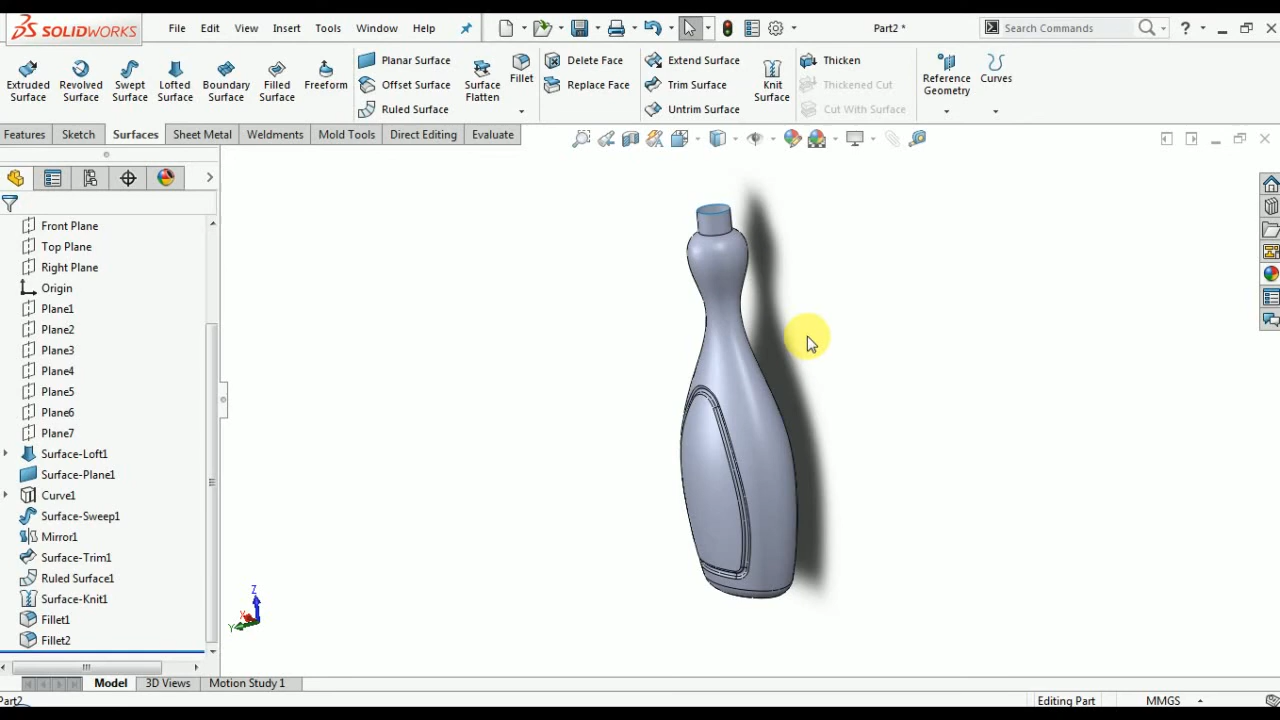 SOLIDWORKS File Edit View Insert Tools Window Help Part2 * Search Commands ?
Extruded Surface Revolved Surface Swept Surface Lofted Surface Boundary Surface Filled Surface Freeform Planar Surface Offset Surface Ruled Surface Surface Flatten Fillet Delete Face Replace Face Extend Surface Trim Surface Untrim Surface Knit Surface Thicken Thickened Cut Cut With Surface Reference Geometry Curves
Features Sketch Surfaces Sheet Metal Weldments Mold Tools Direct Editing Evaluate
Front Plane
Top Plane
Right Plane
Origin
Plane1
Plane2
Plane3
Plane4
Plane5
Plane6
Plane7
Surface-Loft1
Surface-Plane1
Curve1
Surface-Sweep1
Mirror1
Surface-Trim1
Ruled Surface1
Surface-Knit1
Fillet1
Fillet2
Z
X
Y
Model 3D Views Motion Study 1
Part2 Editing Part MMGS